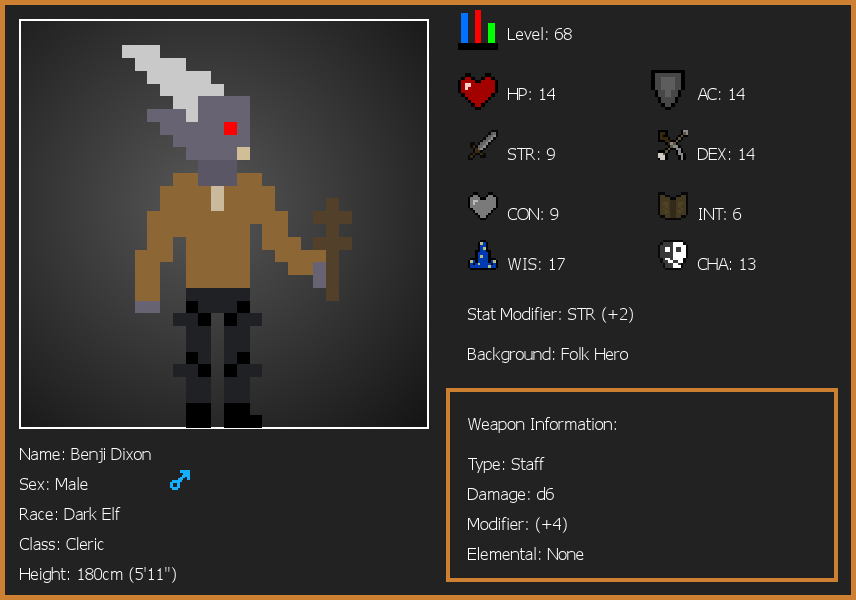 Level: 68
HP: 14
AC: 14
STR: 9
DEX: 14
CON: 9
INT: 6
WIS: 17
CHA: 13
Stat Modifier: STR (+2)
Background: Folk Hero
Weapon Information:
Type: Staff
Damage: d6
Modifier: (+4)
Elemental: None
Name: Benji Dixon
Sex: Male
Race: Dark Elf
Class: Cleric
Height: 180cm (5'11")